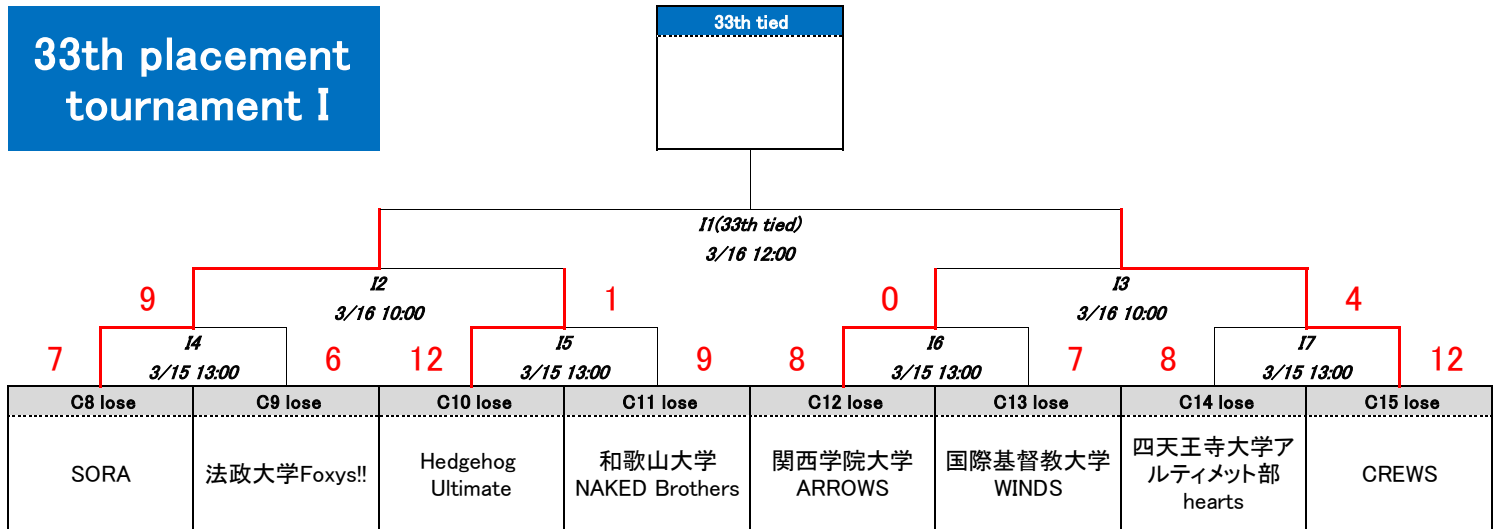 33th placement
tournament I
33th tied
I1(33th tied)
3/16 12:00
I2
3/16 10:00
I3
3/16 10:00
9
1
0
4
I4
3/15 13:00
I5
3/15 13:00
I6
3/15 13:00
I7
3/15 13:00
7
6
12
9
8
7
8
12
C8 lose
C9 lose
C10 lose
C11 lose
C12 lose
C13 lose
C14 lose
C15 lose
SORA
法政大学Foxys!!
Hedgehog
Ultimate
和歌山大学
NAKED Brothers
関西学院大学
ARROWS
国際基督教大学
WINDS
四天王寺大学ア
ルティメット部
hearts
CREWS